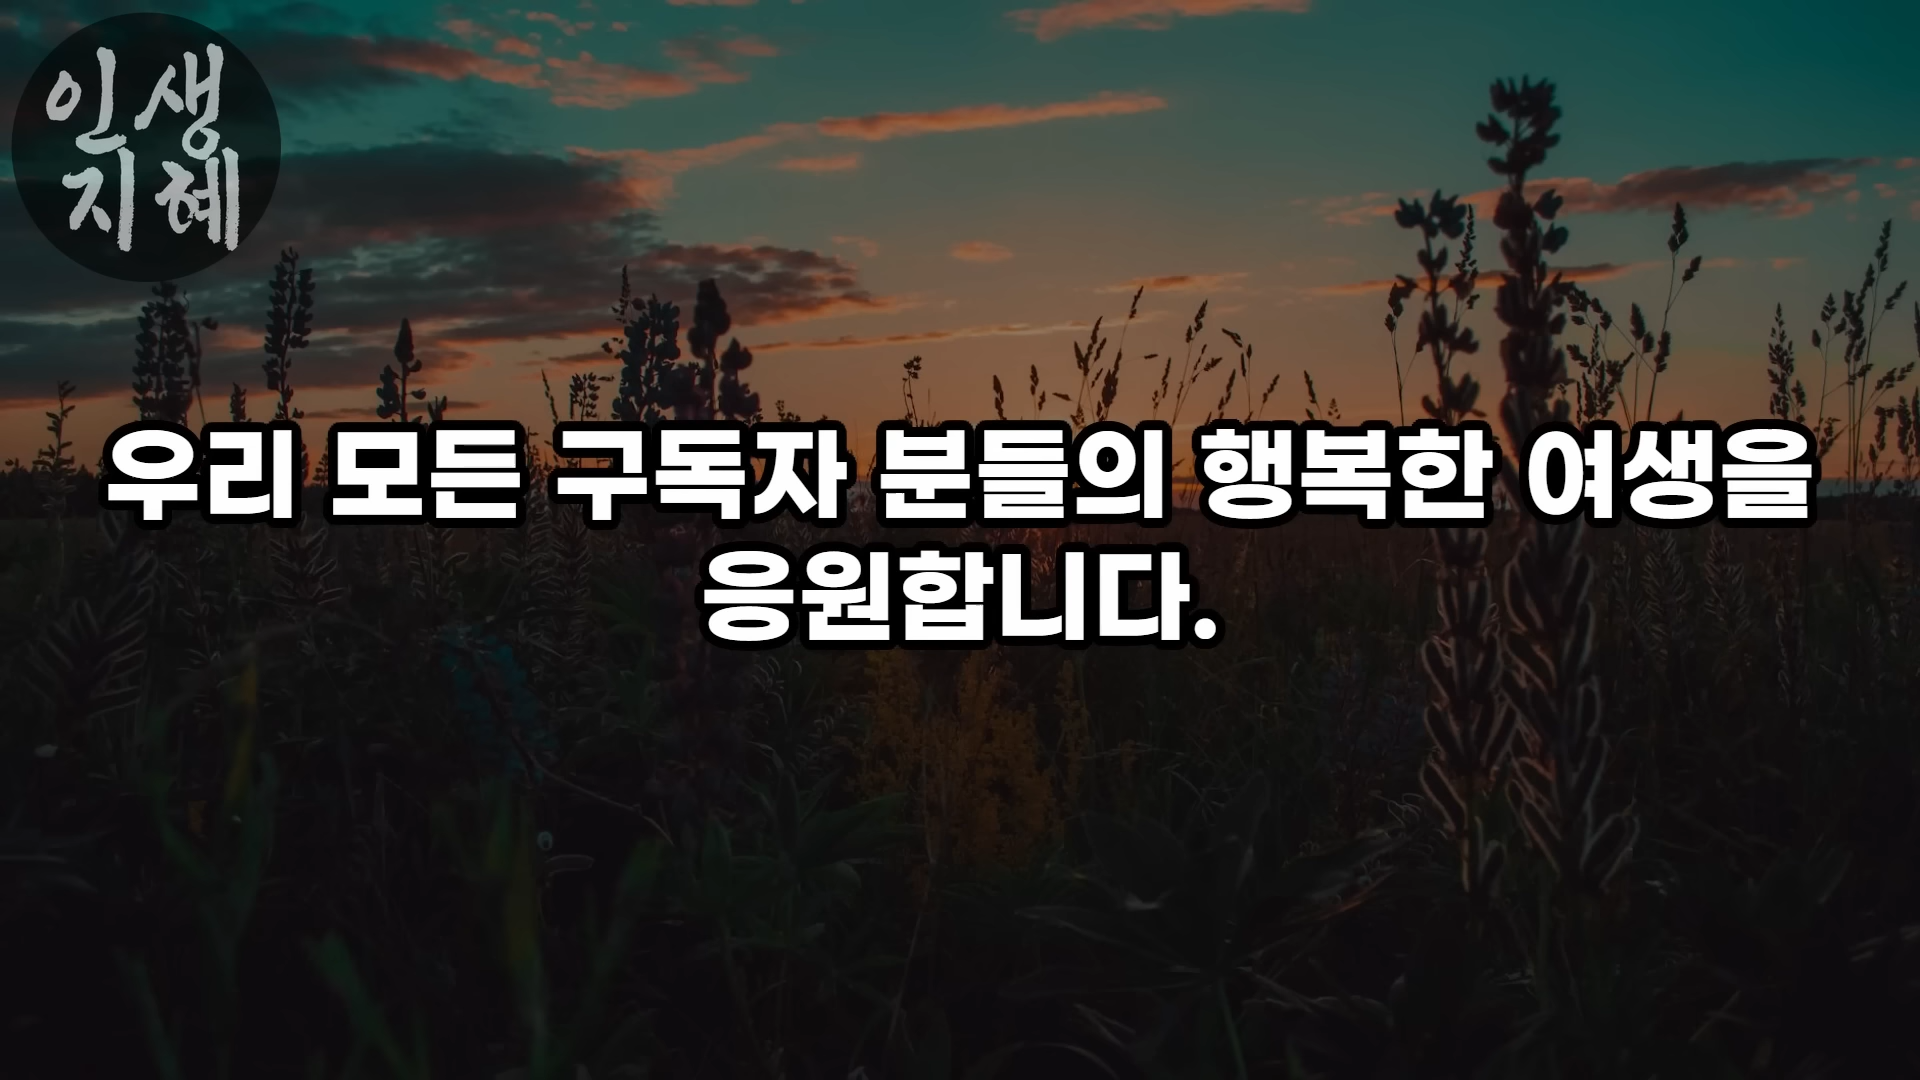 인생
지혜
우리 모든 구독자 분들의 행복한 여생을
응원합니다.